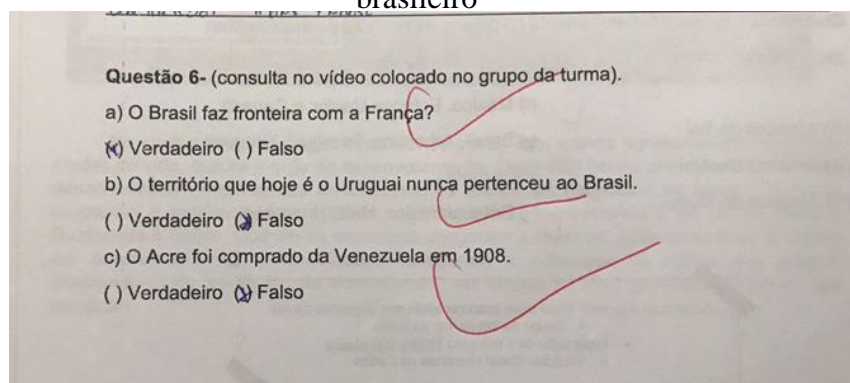 brasileiro
Questão 6- (consulta no vídeo colocado no grupo da turma).
a) O Brasil faz fronteira com a França?
(x) Verdadeiro ( ) Falso
b) O território que hoje é o Uruguai nunca pertenceu ao Brasil.
( ) Verdadeiro (x) Falso
c) O Acre foi comprado da Venezuela em 1908.
( ) Verdadeiro (x) Falso